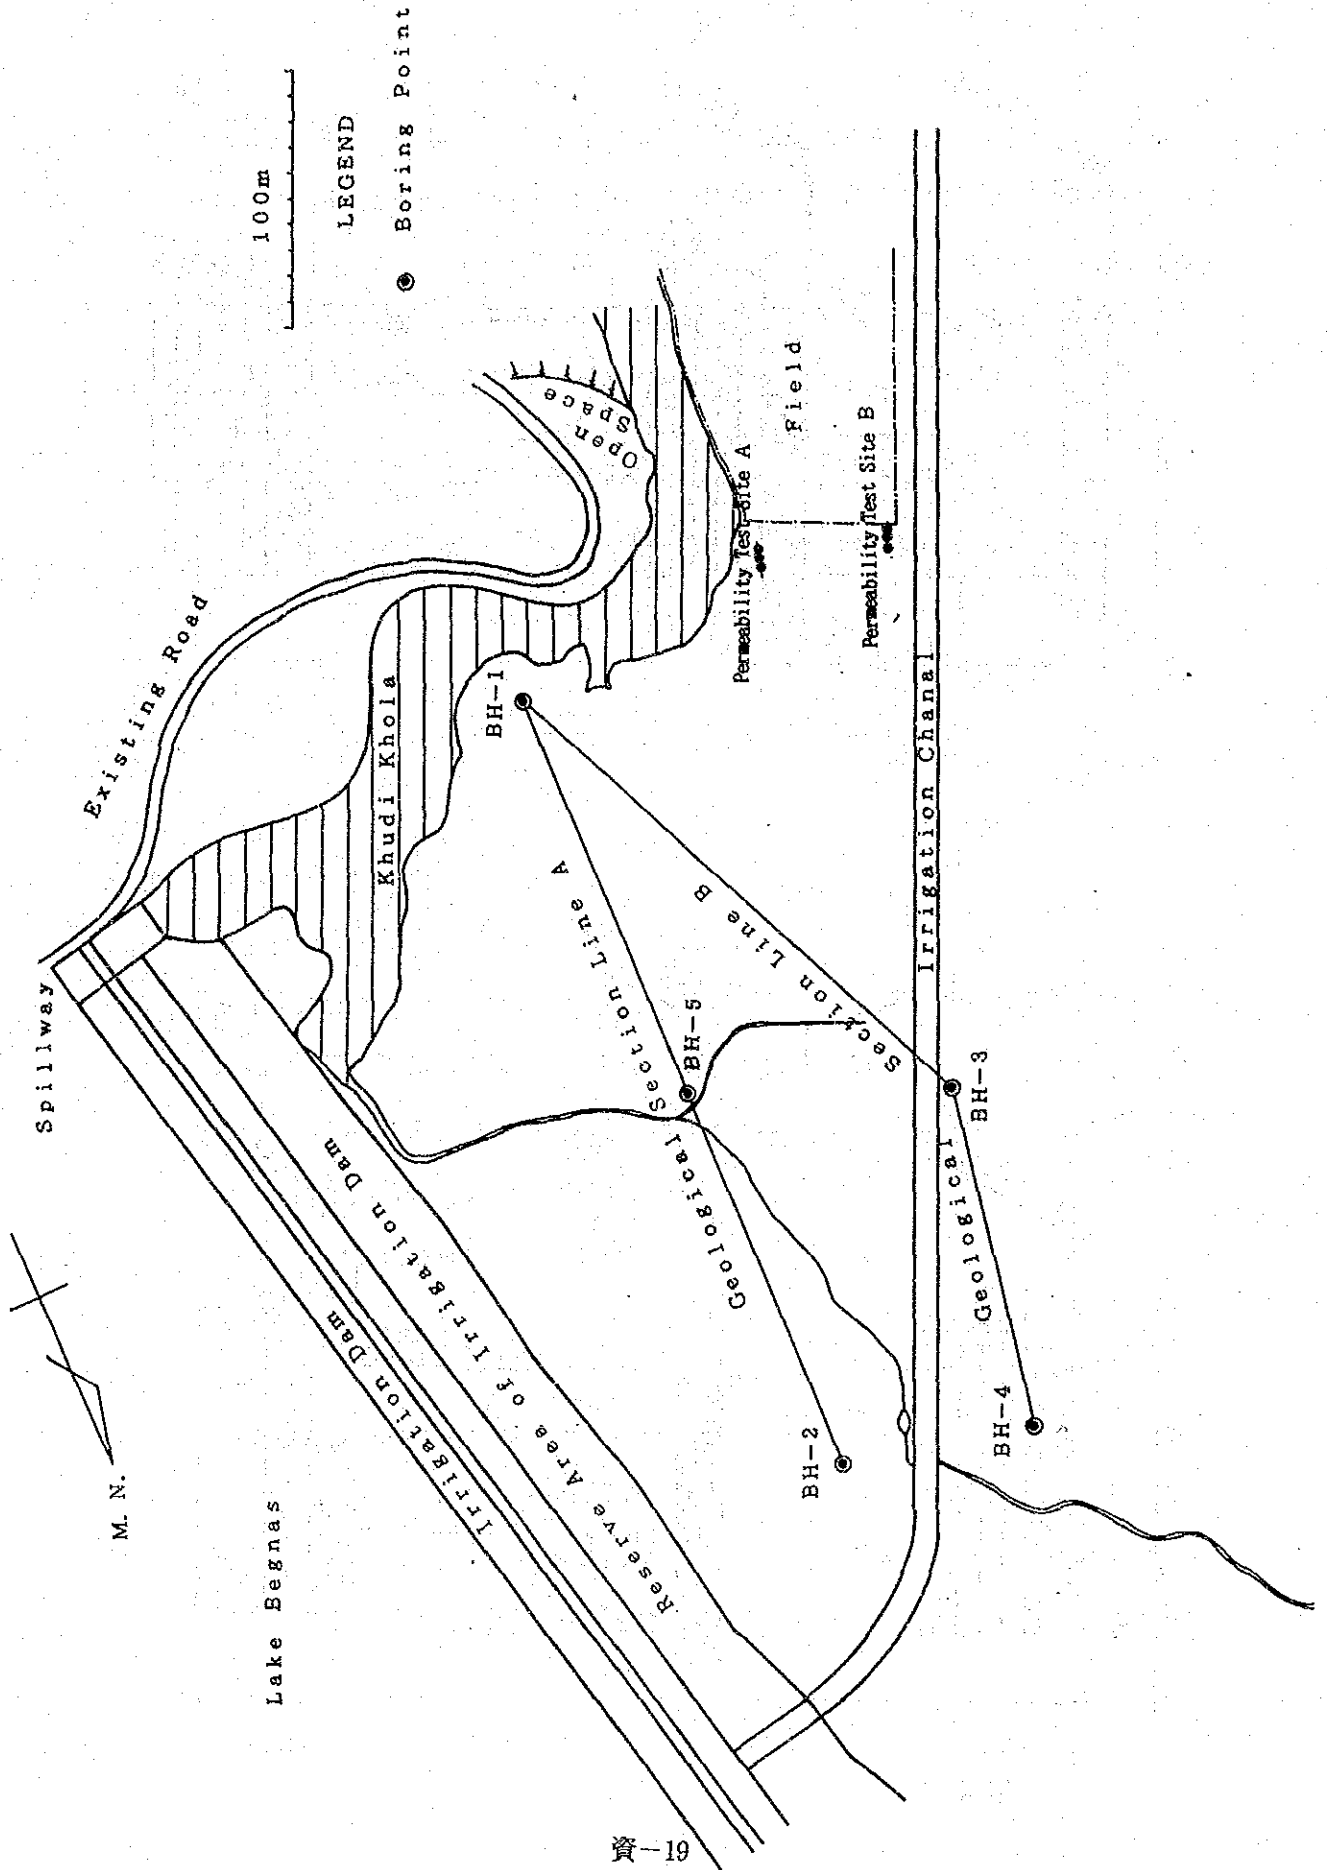 100m
LEGEND
Boring Point
Spillway
Existing Road
Khudi Khola
Open
Space
Field
Permeability Test Site A
Permeability Test Site B
Irrigation Chanal
BH-1
BH-5
BH-3
BH-2
BH-4
Geological Section Line A
Geological Section Line B
Irrigation Dam
Reserve Area of Irrigation Dam
M. N.
Lake Begnas
資-19